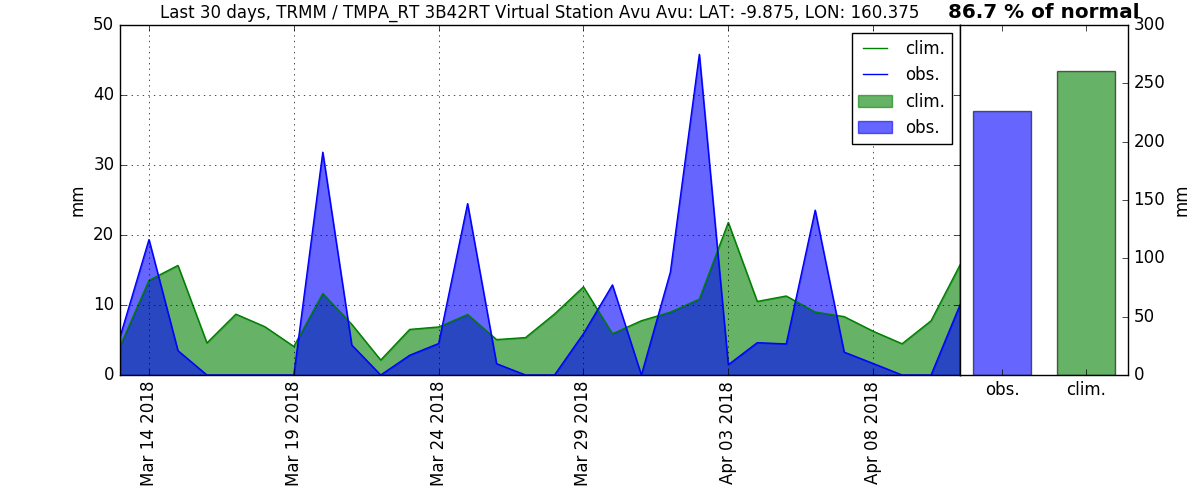 Last 30 days, TRMM / TMPA_RT 3B42RT Virtual Station Avu Avu: LAT: -9.875, LON: 160.375
86.7 % of normal
50
40
30
20
10
0
mm
clim.
obs.
clim.
obs.
300
250
200
150
100
50
0
mm
obs.
clim.
Mar 14 2018
Mar 19 2018
Mar 24 2018
Mar 29 2018
Apr 03 2018
Apr 08 2018